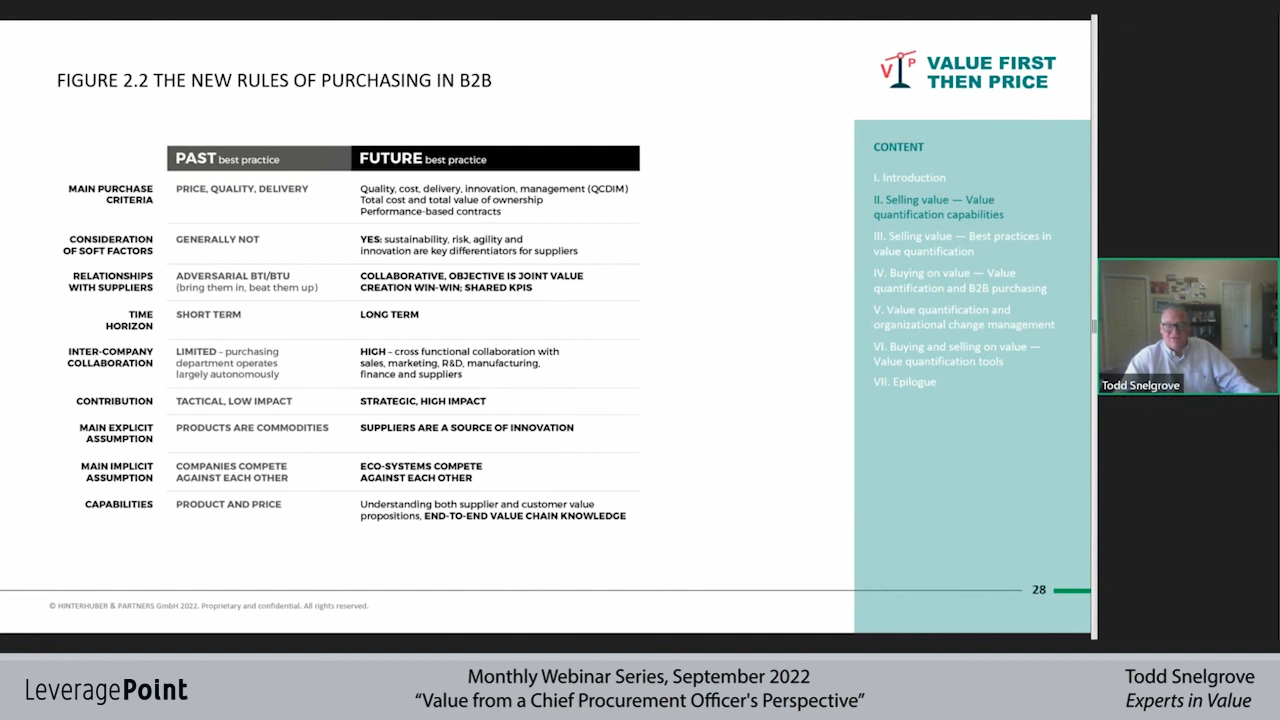 FIGURE 2.2 THE NEW RULES OF PURCHASING IN B2B
V P
VALUE FIRST
THEN PRICE
PAST best practice
FUTURE best practice
MAIN PURCHASE
CRITERIA
PRICE, QUALITY, DELIVERY
Quality, cost, delivery, innovation, management (QCDIM)
Total cost and total value of ownership
Performance-based contracts
CONSIDERATION
OF SOFT FACTORS
GENERALLY NOT
YES: sustainability, risk, agility and
innovation are key differentiators for suppliers
RELATIONSHIPS
WITH SUPPLIERS
ADVERSARIAL BTI/BTU
(bring them in, beat them up)
COLLABORATIVE, OBJECTIVE IS JOINT VALUE
CREATION WIN-WIN; SHARED KPIS
TIME
HORIZON
SHORT TERM
LONG TERM
INTER-COMPANY
COLLABORATION
LIMITED – purchasing
department operates
largely autonomously
HIGH – cross functional collaboration with
sales, marketing, R&D, manufacturing,
finance and suppliers
CONTRIBUTION
TACTICAL, LOW IMPACT
STRATEGIC, HIGH IMPACT
MAIN EXPLICIT
ASSUMPTION
PRODUCTS ARE COMMODITIES
SUPPLIERS ARE A SOURCE OF INNOVATION
MAIN IMPLICIT
ASSUMPTION
COMPANIES COMPETE
AGAINST EACH OTHER
ECO-SYSTEMS COMPETE
AGAINST EACH OTHER
CAPABILITIES
PRODUCT AND PRICE
Understanding both supplier and customer value
propositions, END-TO-END VALUE CHAIN KNOWLEDGE
CONTENT
I. Introduction
II. Selling value — Value
quantification capabilities
III. Selling value — Best practices in
value quantification
IV. Buying on value — Value
quantification and B2B purchasing
V. Value quantification and
organizational change management
VI. Buying and selling on value —
Value quantification tools
VII. Epilogue
28
© HINTERHUBER & PARTNERS GmbH 2022. Proprietary and confidential. All rights reserved.
Todd Snelgrove
LeveragePoint
Monthly Webinar Series, September 2022
“Value from a Chief Procurement Officer's Perspective”
Todd Snelgrove
Experts in Value